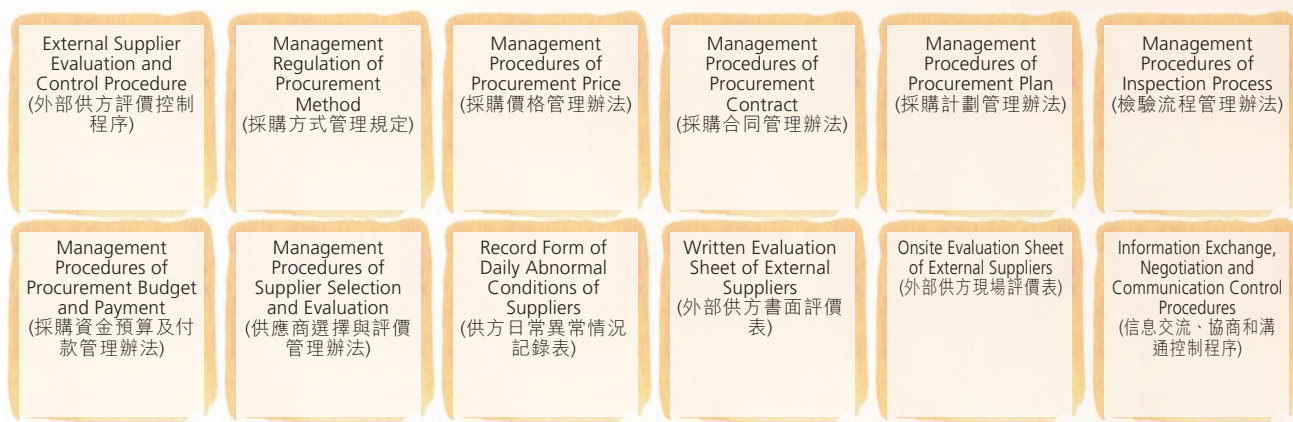 External Supplier
Evaluation and
Control Procedure
(外部供方評價控制
程序)
Management
Regulation of
Procurement
Method
(採購方式管理規定)
Management
Procedures of
Procurement Price
(採購價格管理辦法)
Management
Procedures of
Procurement
Contract
(採購合同管理辦法)
Management
Procedures of
Procurement Plan
(採購計劃管理辦法)
Management
Procedures of
Inspection Process
(檢驗流程管理辦法)
Management
Procedures of
Procurement Budget
and Payment
(採購資金預算及付
款管理辦法)
Management
Procedures of
Supplier Selection
and Evaluation
(供應商選擇與評價
管理辦法)
Record Form of
Daily Abnormal
Conditions of
Suppliers
(供方日常異常情況
記錄表)
Written Evaluation
Sheet of External
Suppliers
(外部供方書面評價
表)
Onsite Evaluation Sheet
of External Suppliers
(外部供方現場評價表)
Information Exchange,
Negotiation and
Communication Control
Procedures
(信息交流、協商和溝
通控制程序)